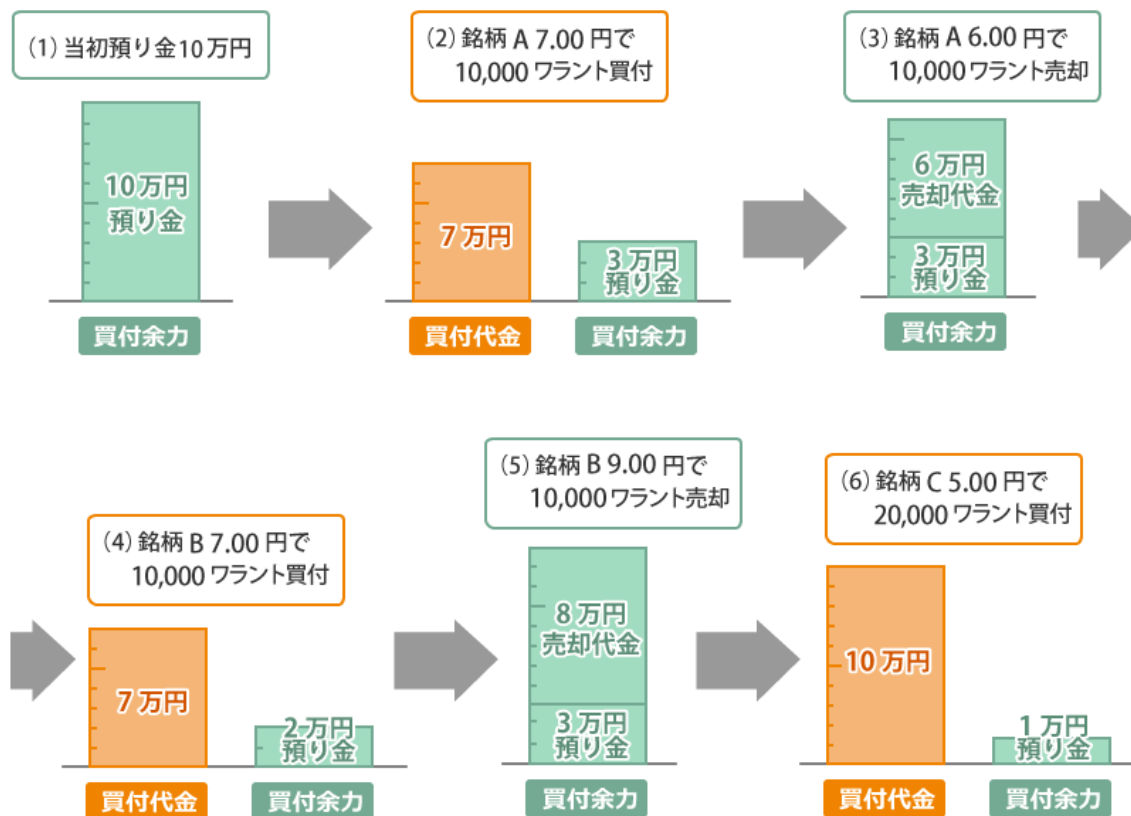 (1) 当初預り金10万円
10万円
預り金
買付余力
(2) 銘柄 A 7.00 円で
10,000 ワラント買付
7万円
買付代金
3万円
預り金
買付余力
(3) 銘柄 A 6.00 円で
10,000 ワラント売却
6万円
売却代金
3万円
預り金
買付余力
(4) 銘柄 B 7.00 円で
10,000 ワラント買付
7万円
買付代金
2万円
預り金
買付余力
(5) 銘柄 B 9.00 円で
10,000 ワラント売却
8万円
売却代金
3万円
預り金
買付余力
(6) 銘柄 C 5.00 円で
20,000 ワラント買付
10万円
買付代金
1万円
預り金
買付余力